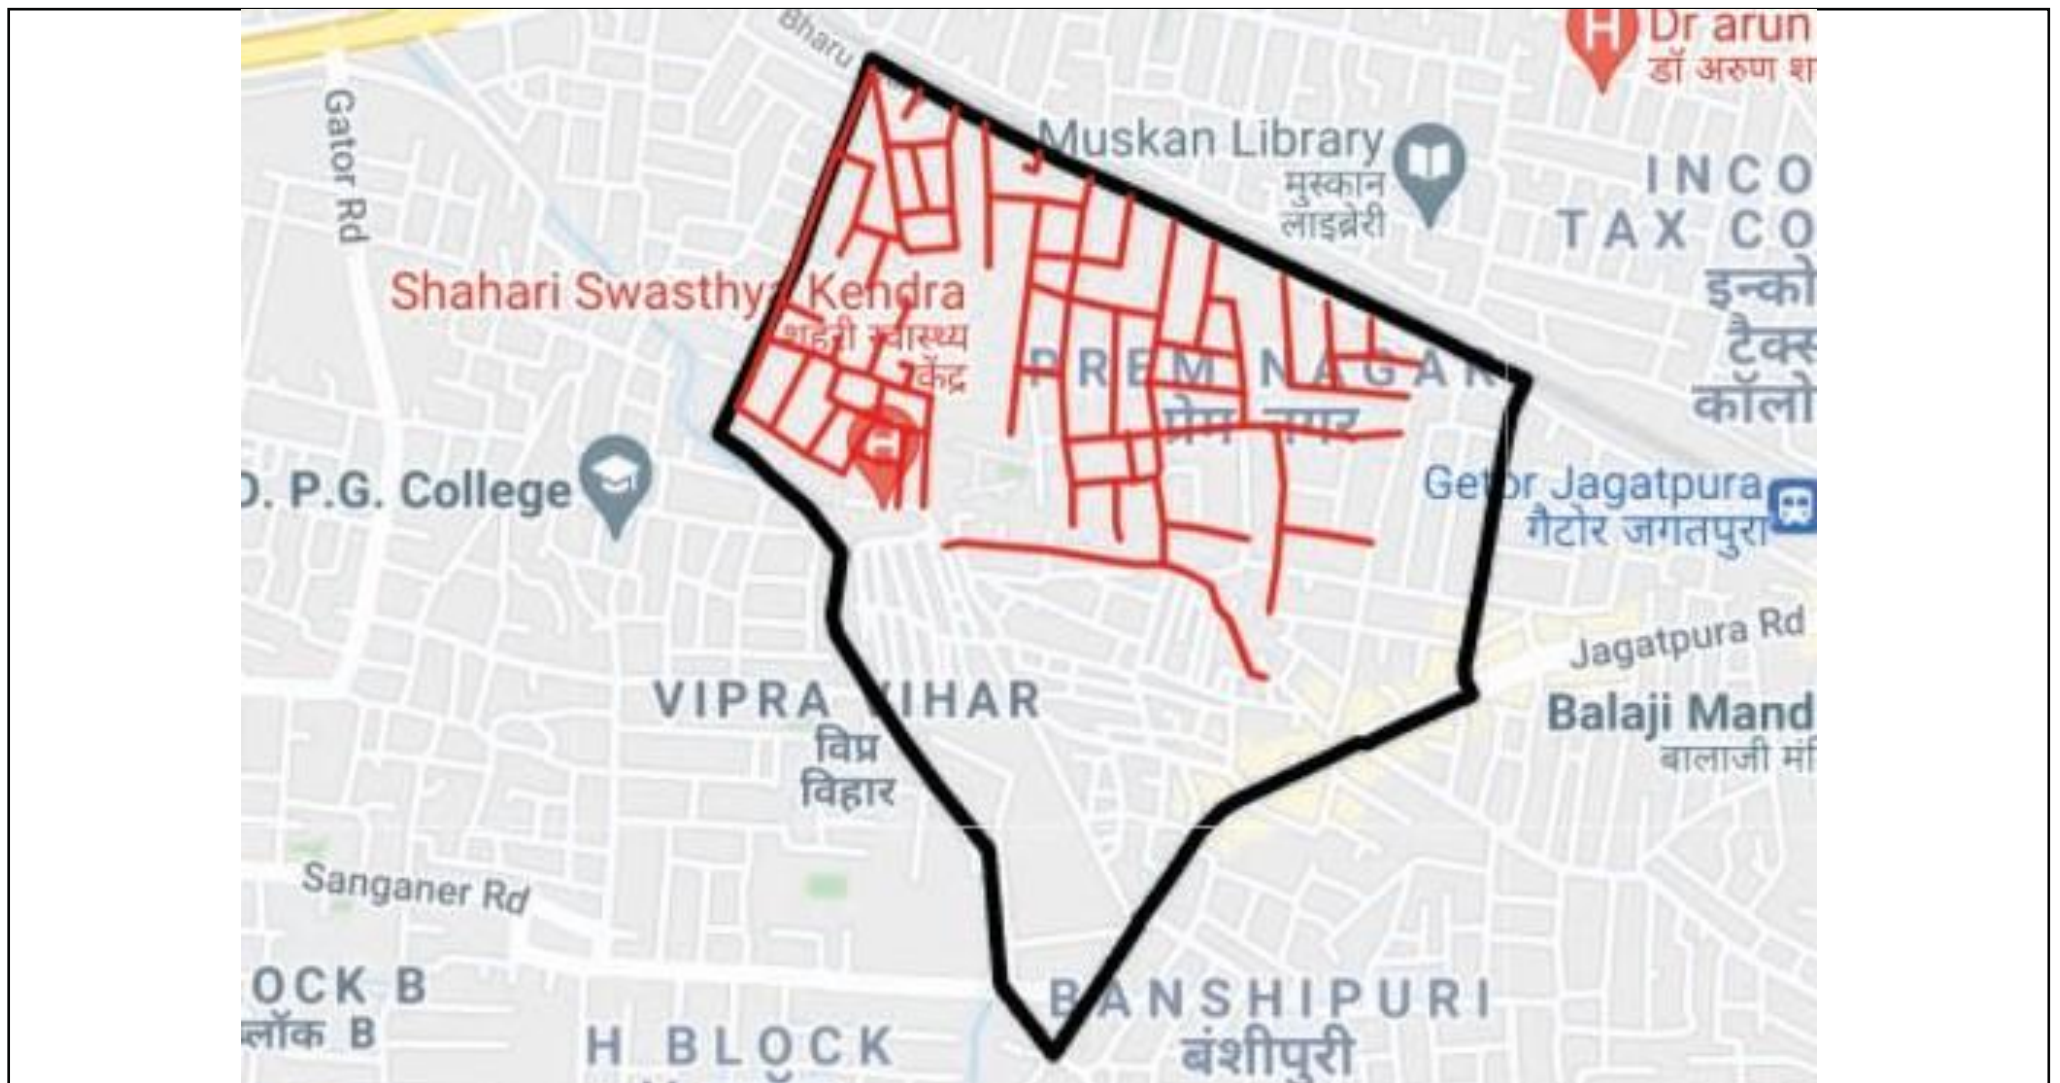 Bharu
Dr arun
डॉ अरुण श
Gator Rd
Muskan Library
मुस्कान
लाइब्रेरी
INCO
TAX CO
इन्को
टैक्स
कॉलो
Shahari Swasthya Kendra
शहरी स्वास्थ्य
केंद्र
PREM NAGAR
प्रेम नगर
P.G. College
Getor Jagatpura
गैटोर जगतपुरा
Jagatpura Rd
VIPRA VIHAR
विप्र
विहार
Balaji Mand
बालाजी मं
Sanganer Rd
OCK B
ब्लॉक B
H BLOCK
BANSHIPURI
बंशीपुरी